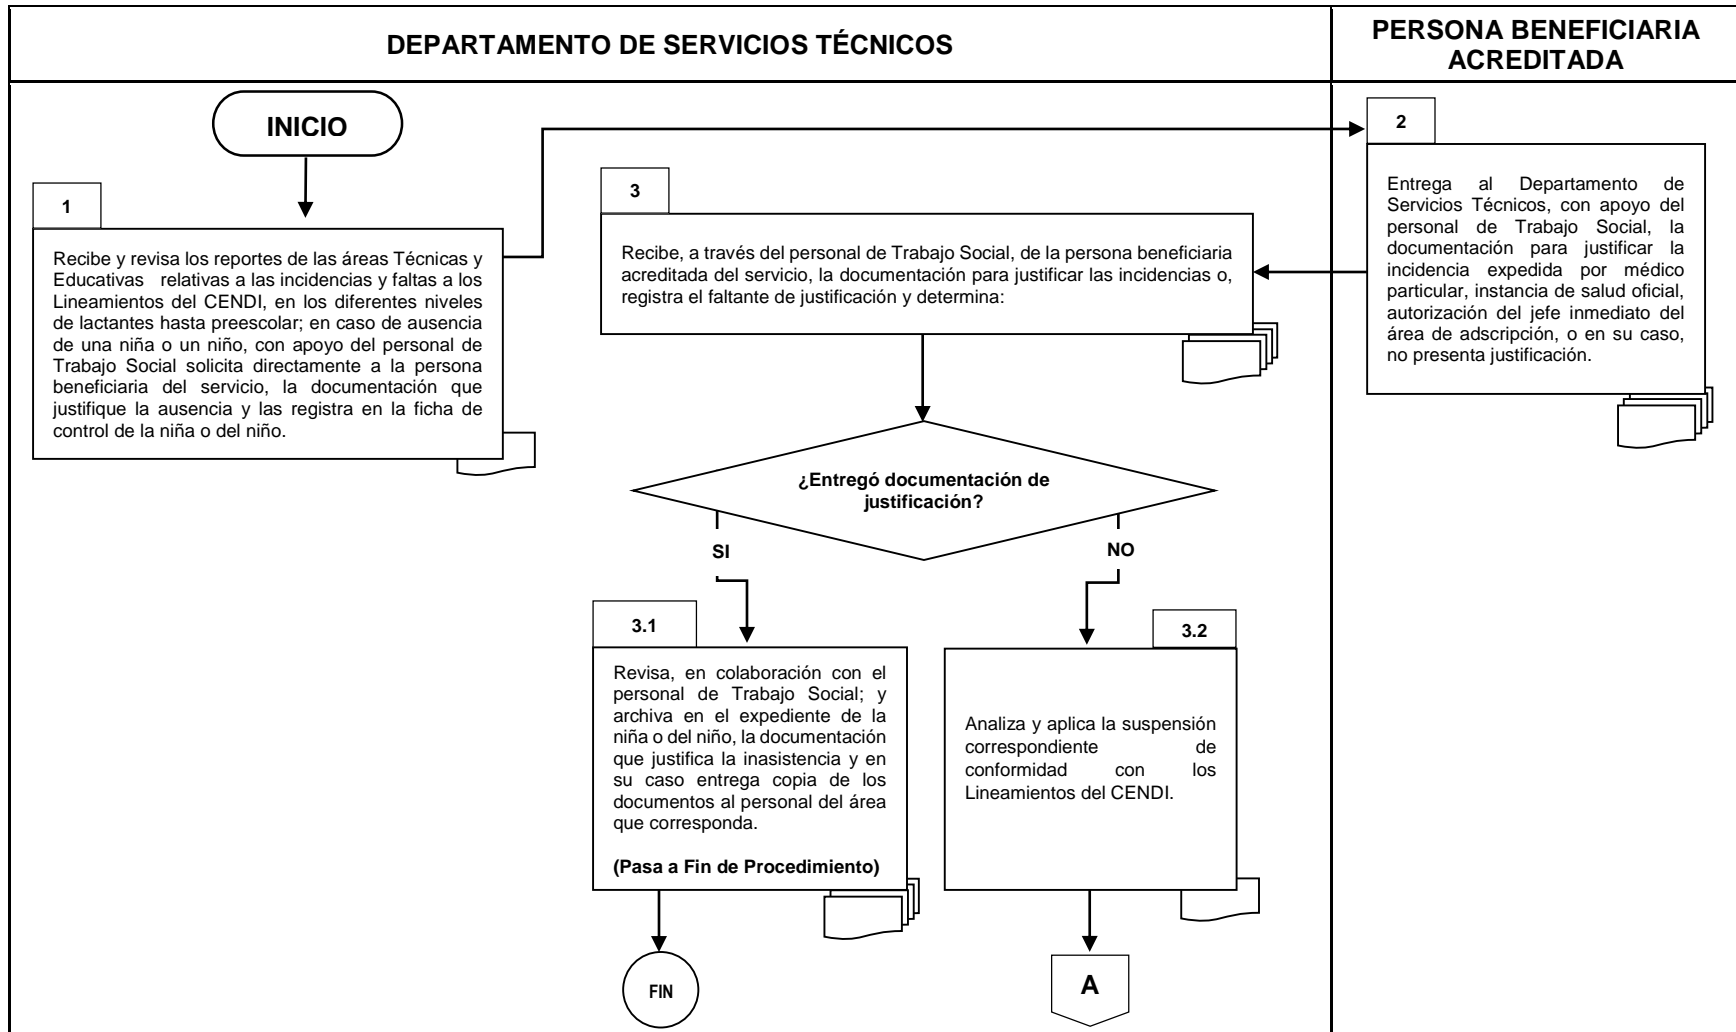 DEPARTAMENTO DE SERVICIOS TÉCNICOS
PERSONA BENEFICIARIA
ACREDITADA
INICIO
1
Recibe y revisa los reportes de las áreas Técnicas y
Educativas relativas a las incidencias y faltas a los
Lineamientos del CENDI, en los diferentes niveles
de lactantes hasta preescolar; en caso de ausencia
de una niña o un niño, con apoyo del personal de
Trabajo Social solicita directamente a la persona
beneficiaria del servicio, la documentación que
justifique la ausencia y las registra en la ficha de
control de la niña o del niño.
2
Entrega al Departamento de
Servicios Técnicos, con apoyo del
personal de Trabajo Social, la
documentación para justificar la
incidencia expedida por médico
particular, instancia de salud oficial,
autorización del jefe inmediato del
área de adscripción, o en su caso,
no presenta justificación.
3
Recibe, a través del personal de Trabajo Social, de la persona beneficiaria
acreditada del servicio, la documentación para justificar las incidencias o,
registra el faltante de justificación y determina:
¿Entregó documentación de
justificación?
SI
NO
3.1
Revisa, en colaboración con el
personal de Trabajo Social; y
archiva en el expediente de la
niña o del niño, la documentación
que justifica la inasistencia y en
su caso entrega copia de los
documentos al personal del área
que corresponda.
(Pasa a Fin de Procedimiento)
3.2
Analiza y aplica la suspensión
correspondiente de
conformidad con los
Lineamientos del CENDI.
FIN
A